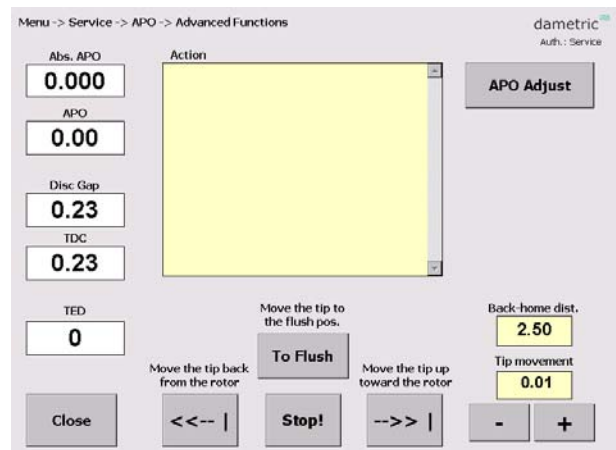 Menu -> Service -> APO -> Advanced Functions
dametric
Auth.: Service
Abs. APO
0.000
Action
APO Adjust
APO
0.00
Disc Gap
0.23
TDC
0.23
TED
0
Move the tip to
the flush pos.
To Flush
Back-home dist.
2.50
Move the tip back
from the rotor
Move the tip up
toward the rotor
Tip movement
0.01
Close
<<-- |
Stop!
-->> |
-
+